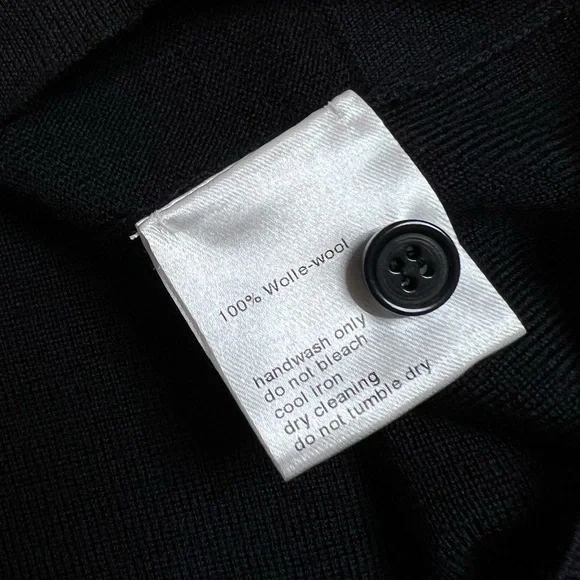 100% Wolle-wool
handwash only
do not bleach
cool iron
dry cleaning
do not tumble dry